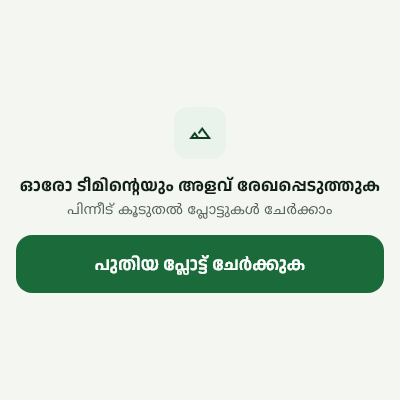 ഓരോ ടീമിന്റെയും അളവ് രേഖപ്പെടുത്തുക
പിന്നീട് കൂടുതൽ പ്ലോട്ടുകൾ ചേർക്കാം
പുതിയ പ്ലോട്ട് ചേർക്കുക